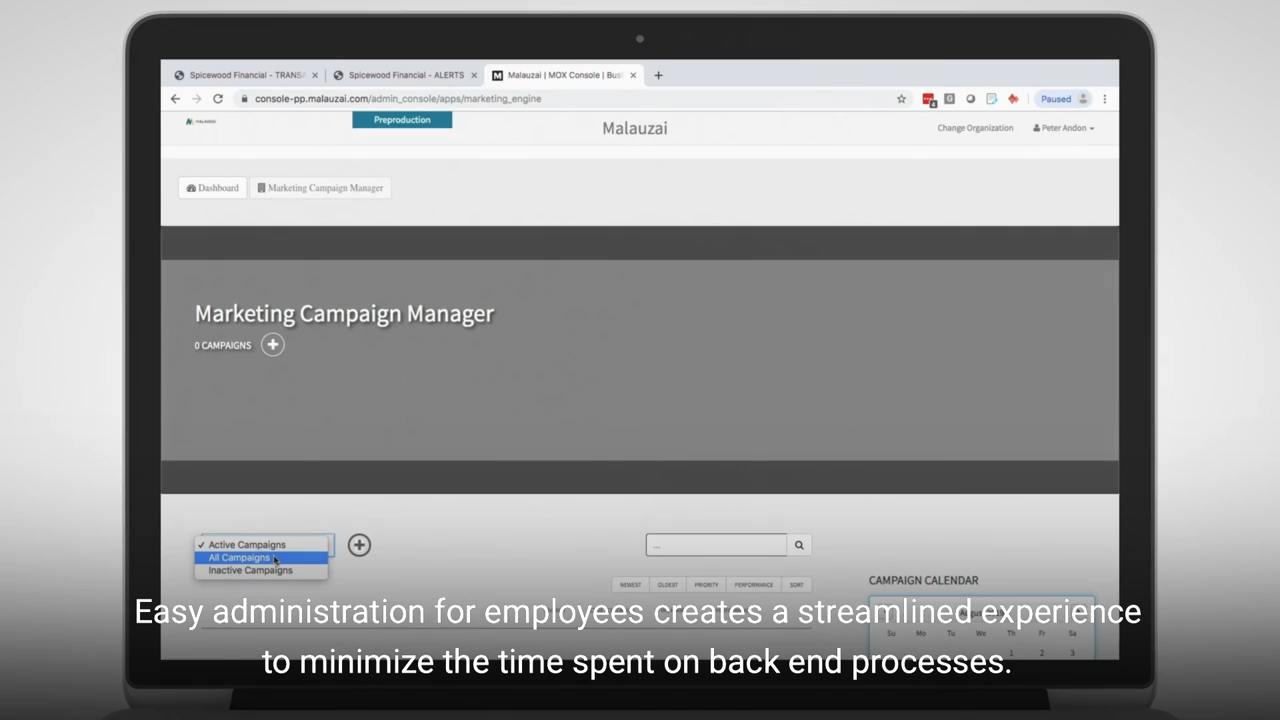 Spicewood Financial - TRANSA
Spicewood Financial - ALERTS
Malauzai | MOX Console | Busi
console-pp.malauzai.com/admin_console/apps/marketing_engine
Paused
MALAUZAI
Preproduction
Malauzai
Change Organization
Peter Andon
Dashboard
Marketing Campaign Manager
Marketing Campaign Manager
0 CAMPAIGNS
✓ Active Campaigns
All Campaigns
Inactive Campaigns
...
NEWEST OLDEST PRIORITY PERFORMANCE SORT
CAMPAIGN CALENDAR
Su Mo Tu We Th Fr Sa
1 2 3
Easy administration for employees creates a streamlined experience
to minimize the time spent on back end processes.